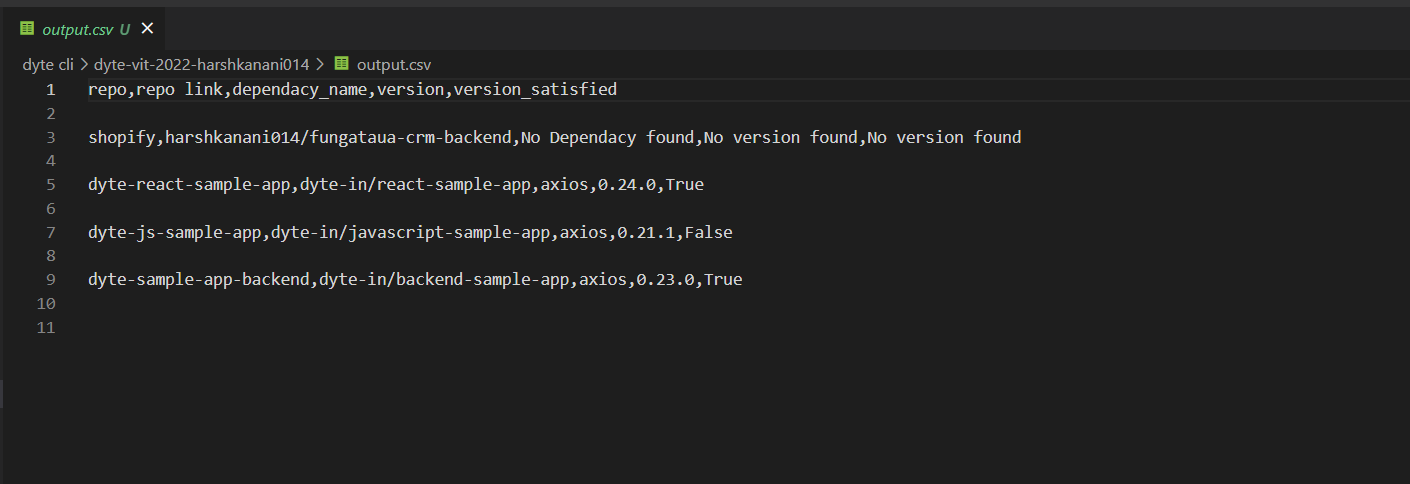 output.csv U
dyte cli > dyte-vit-2022-harshkanani014 > output.csv
1 repo,repo link,dependacy_name,version,version_satisfied
2
3 shopify,harshkanani014/fungataua-crm-backend,No Dependacy found,No version found,No version found
4
5 dyte-react-sample-app,dyte-in/react-sample-app,axios,0.24.0,True
6
7 dyte-js-sample-app,dyte-in/javascript-sample-app,axios,0.21.1,False
8
9 dyte-sample-app-backend,dyte-in/backend-sample-app,axios,0.23.0,True
10
11